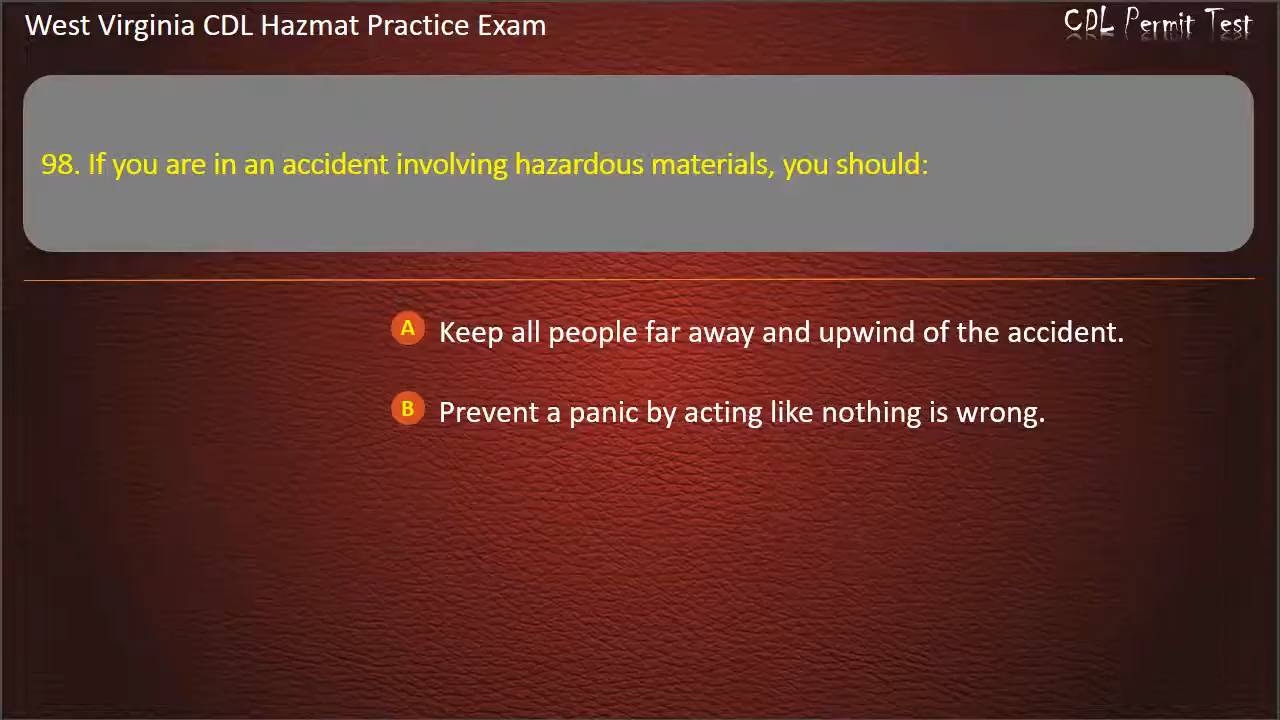 West Virginia CDL Hazmat Practice Exam
CDL Permit Test
98. If you are in an accident involving hazardous materials, you should:
A Keep all people far away and upwind of the accident.
B Prevent a panic by acting like nothing is wrong.